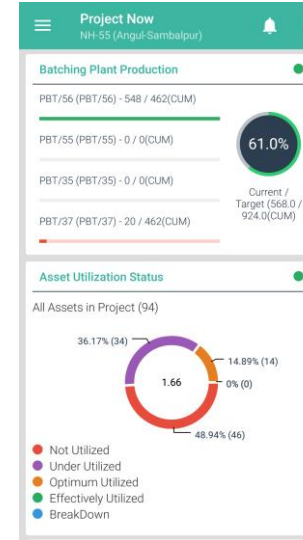 Project Now
NH-55 (Angul-Sambalpur)
Batching Plant Production
PBT/56 (PBT/56) - 548 / 462(CUM)
PBT/55 (PBT/55) - 0 / 0(CUM)
PBT/35 (PBT/35) - 0 / 0(CUM)
PBT/37 (PBT/37) - 20 / 462(CUM)
61.0%
Current /
Target (568.0 /
924.0(CUM)
Asset Utilization Status
All Assets in Project (94)
36.17% (34)
14.89% (14)
0% (0)
1.66
48.94% (46)
Not Utilized
Under Utilized
Optimum Utilized
Effectively Utilized
BreakDown